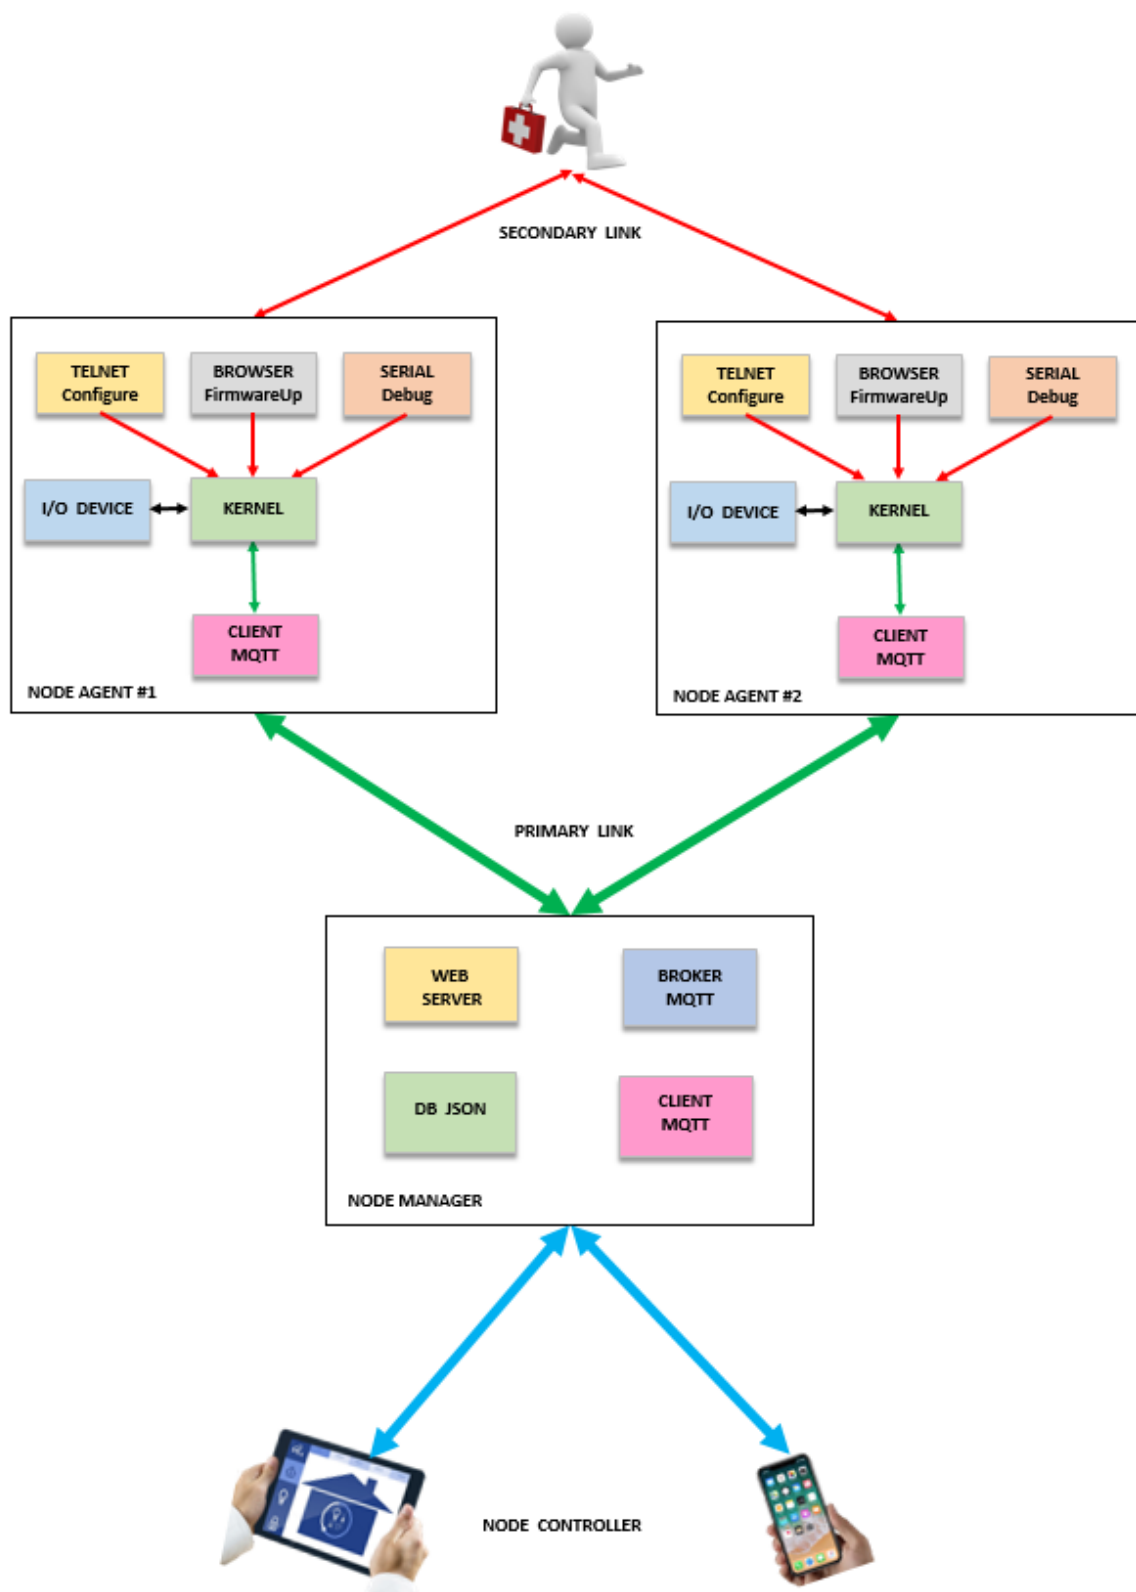 SECONDARY LINK
TELNET
Configure
BROWSER
FirmwareUp
SERIAL
Debug
I/O DEVICE
KERNEL
CLIENT
MQTT
NODE AGENT #1
TELNET
Configure
BROWSER
FirmwareUp
SERIAL
Debug
I/O DEVICE
KERNEL
CLIENT
MQTT
NODE AGENT #2
PRIMARY LINK
WEB
SERVER
BROKER
MQTT
DB JSON
CLIENT
MQTT
NODE MANAGER
NODE CONTROLLER